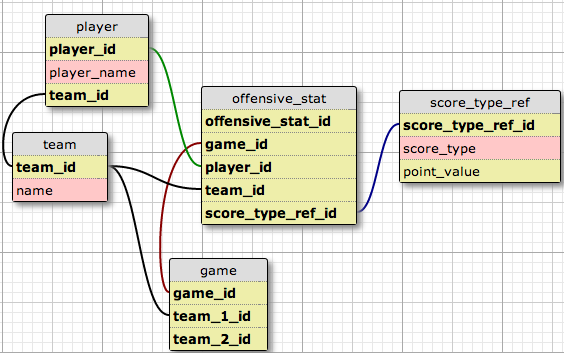 player
player_id
player_name
team_id
team
team_id
name
offensive_stat
offensive_stat_id
game_id
player_id
team_id
score_type_ref_id
score_type_ref
score_type_ref_id
score_type
point_value
game
game_id
team_1_id
team_2_id